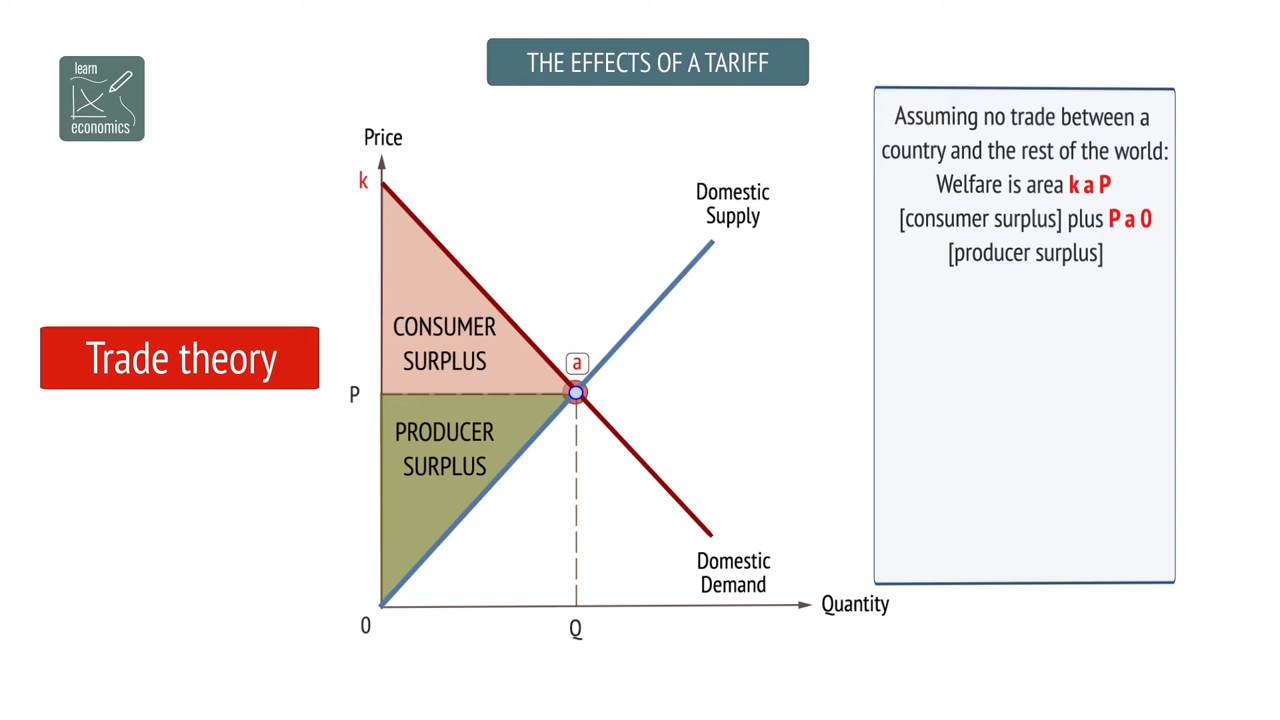 learn
economics
THE EFFECTS OF A TARIFF
Trade theory
Price
k
P
0
CONSUMER
SURPLUS
PRODUCER
SURPLUS
a
Domestic
Supply
Domestic
Demand
Q
Quantity
Assuming no trade between a
country and the rest of the world:
Welfare is area k a P
[consumer surplus] plus P a 0
[producer surplus]